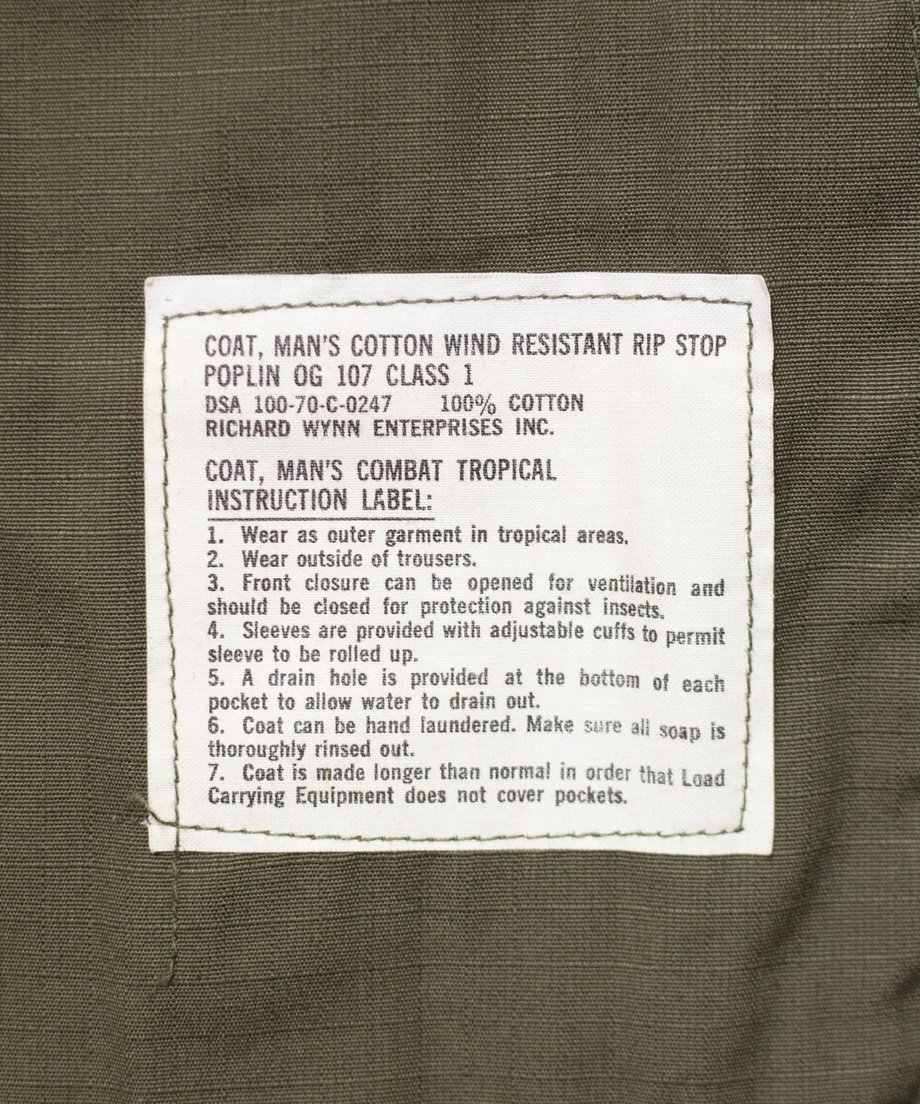 COAT, MAN'S COTTON WIND RESISTANT RIP STOP
POPLIN OG 107 CLASS 1
DSA 100-70-C-0247 100% COTTON
RICHARD WYNN ENTERPRISES INC.
COAT, MAN'S COMBAT TROPICAL
INSTRUCTION LABEL:
1. Wear as outer garment in tropical areas.
2. Wear outside of trousers.
3. Front closure can be opened for ventilation and
should be closed for protection against insects.
4. Sleeves are provided with adjustable cuffs to permit
sleeve to be rolled up.
5. A drain hole is provided at the bottom of each
pocket to allow water to drain out.
6. Coat can be hand laundered. Make sure all soap is
thoroughly rinsed out.
7. Coat is made longer than normal in order that Load
Carrying Equipment does not cover pockets.